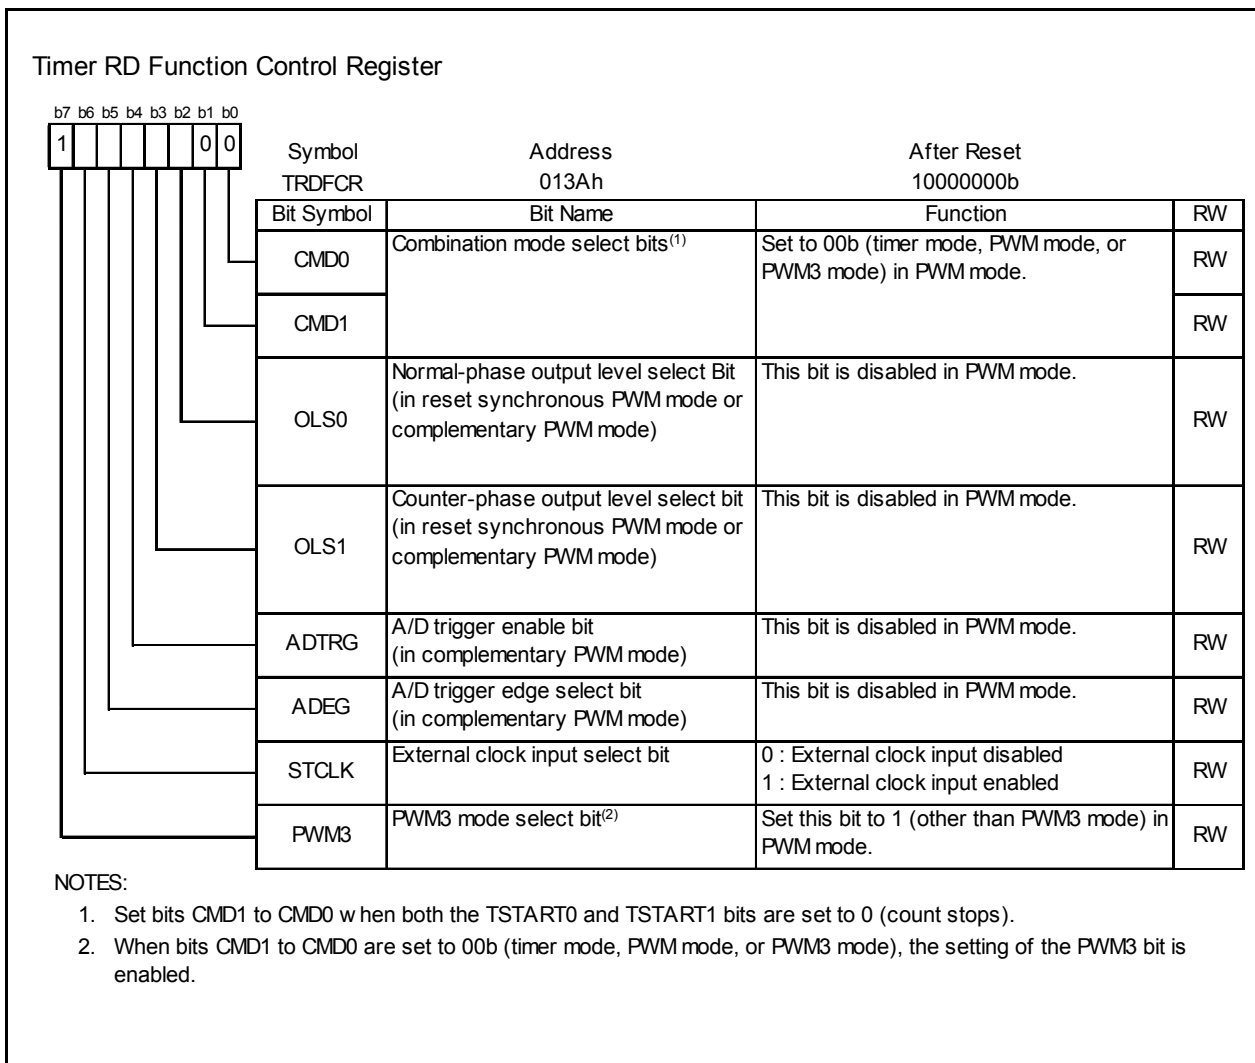 Timer RD Function Control Register
b7 b6 b5 b4 b3 b2 b1 b0
1 0 0
Symbol Address After Reset
TRDFCR 013Ah 10000000b
Bit Symbol Bit Name Function RW
CMD0 Combination mode select bits(1) Set to 00b (timer mode, PWM mode, or RW
PWM3 mode) in PWM mode.
CMD1 RW
Normal-phase output level select Bit This bit is disabled in PWM mode.
(in reset synchronous PWM mode or
OLS0 complementary PWM mode) RW
Counter-phase output level select bit This bit is disabled in PWM mode.
(in reset synchronous PWM mode or
OLS1 complementary PWM mode) RW
ADTRG A/D trigger enable bit This bit is disabled in PWM mode. RW
(in complementary PWM mode)
ADEG A/D trigger edge select bit This bit is disabled in PWM mode. RW
(in complementary PWM mode)
STCLK External clock input select bit 0 : External clock input disabled RW
1 : External clock input enabled
PWM3 PWM3 mode select bit(2) Set this bit to 1 (other than PWM3 mode) in RW
PWM mode.
NOTES:
1. Set bits CMD1 to CMD0 w hen both the TSTART0 and TSTART1 bits are set to 0 (count stops).
2. When bits CMD1 to CMD0 are set to 00b (timer mode, PWM mode, or PWM3 mode), the setting of the PWM3 bit is
enabled.